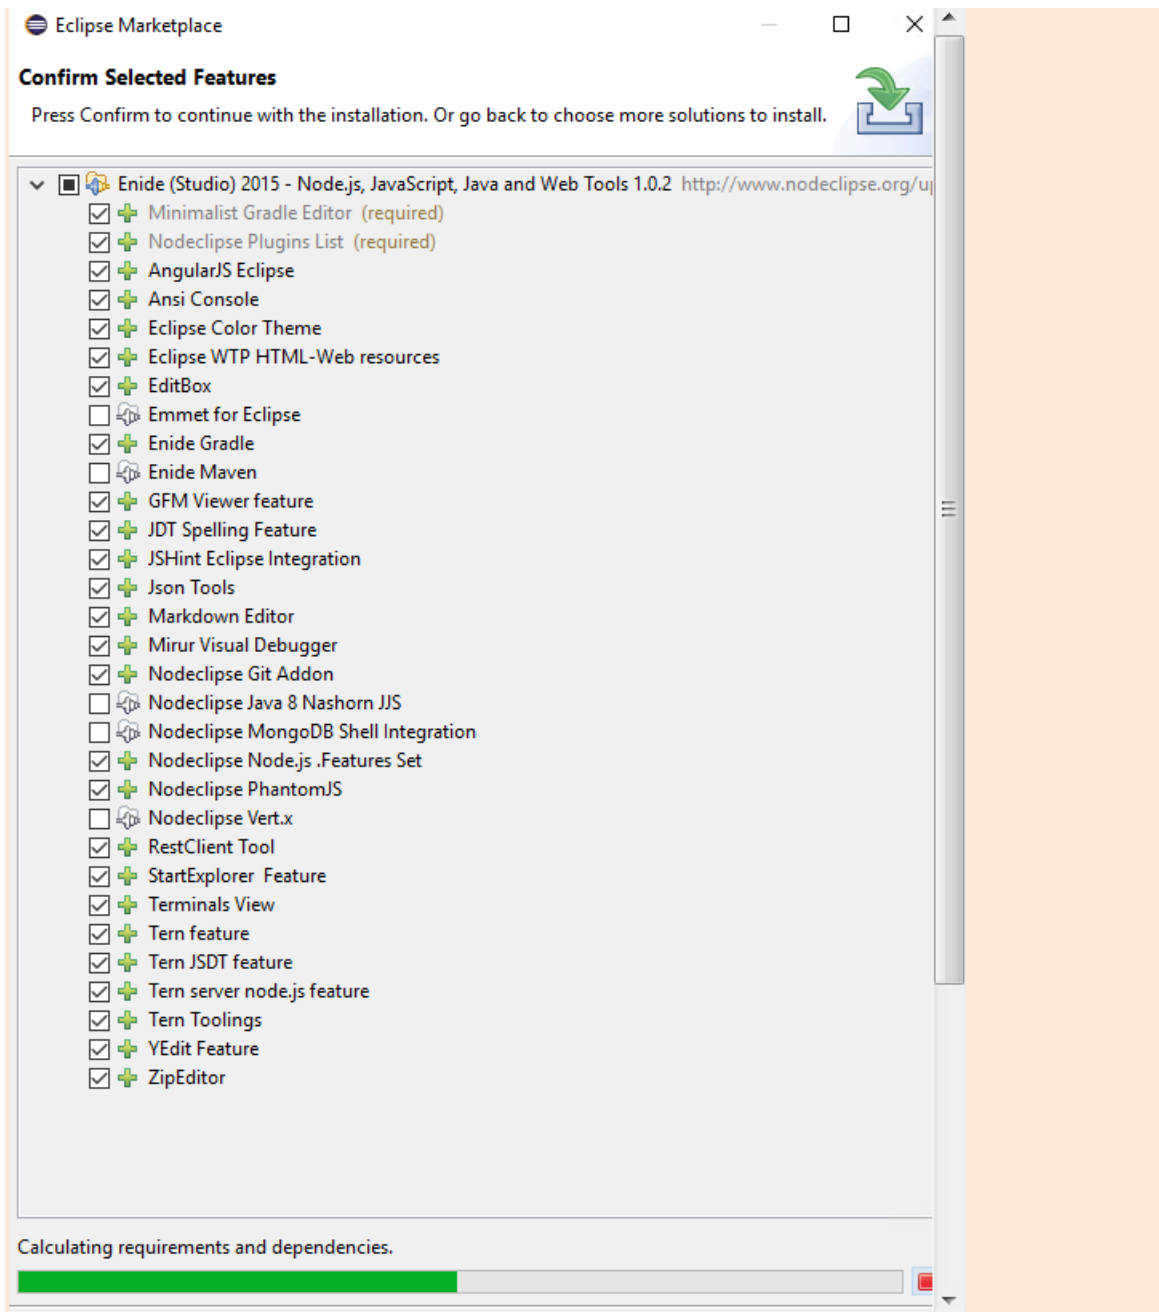 Eclipse Marketplace
Confirm Selected Features
Press Confirm to continue with the installation. Or go back to choose more solutions to install.
Enide (Studio) 2015 - Node.js, JavaScript, Java and Web Tools 1.0.2 http://www.nodeclipse.org/u
Minimalist Gradle Editor (required)
Nodeclipse Plugins List (required)
AngularJS Eclipse
Ansi Console
Eclipse Color Theme
Eclipse WTP HTML-Web resources
EditBox
Emmet for Eclipse
Enide Gradle
Enide Maven
GFM Viewer feature
JDT Spelling Feature
JSHint Eclipse Integration
Json Tools
Markdown Editor
Mirur Visual Debugger
Nodeclipse Git Addon
Nodeclipse Java 8 Nashorn JJS
Nodeclipse MongoDB Shell Integration
Nodeclipse Node.js .Features Set
Nodeclipse PhantomJS
Nodeclipse Vert.x
RestClient Tool
StartExplorer Feature
Terminals View
Tern feature
Tern JSDT feature
Tern server node.js feature
Tern Toolings
YEdit Feature
ZipEditor
Calculating requirements and dependencies.